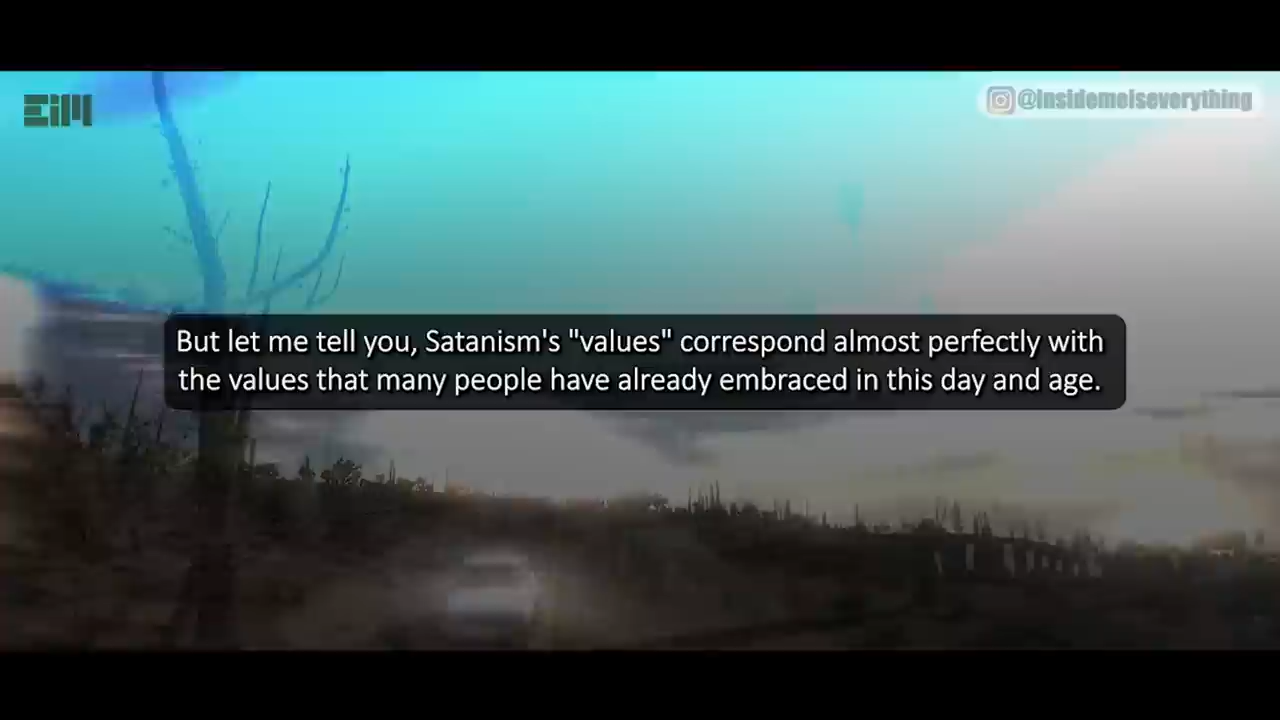 EiM
@Insidemeiseverything
But let me tell you, Satanism's "values" correspond almost perfectly with
the values that many people have already embraced in this day and age.